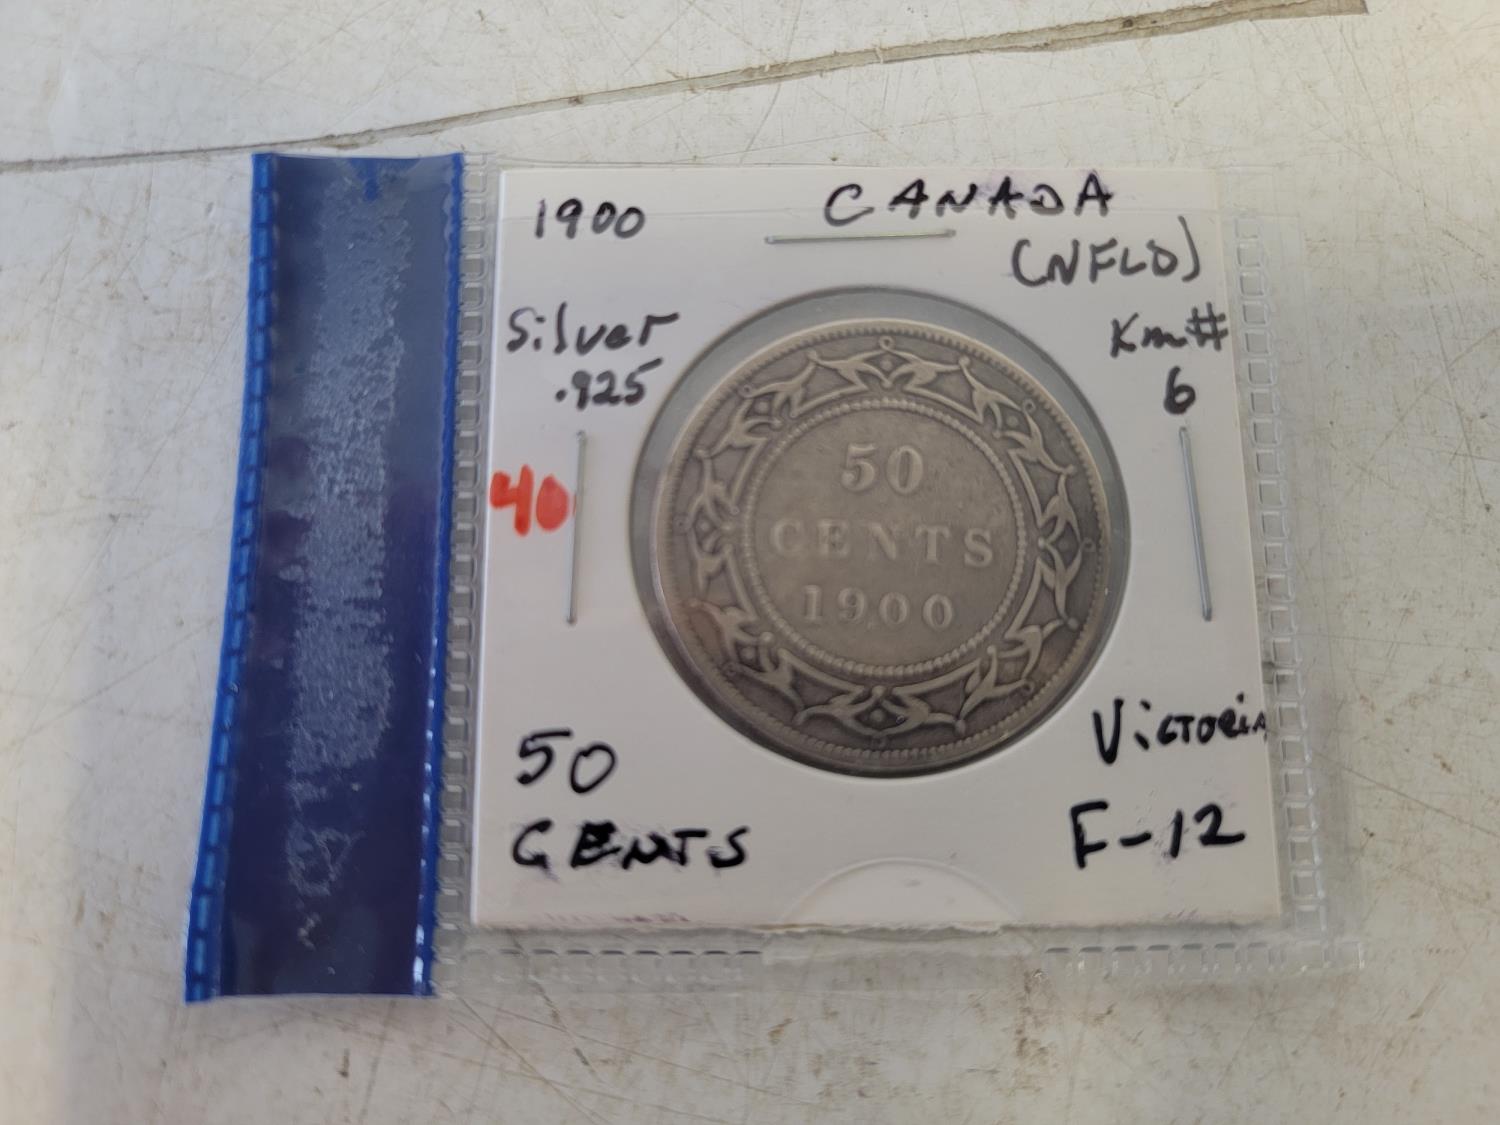 1900
CANADA
(NFLD)
Silver
.925
Km#
6
40
50
CENTS
1900
50
CENTS
Victoria
F-12